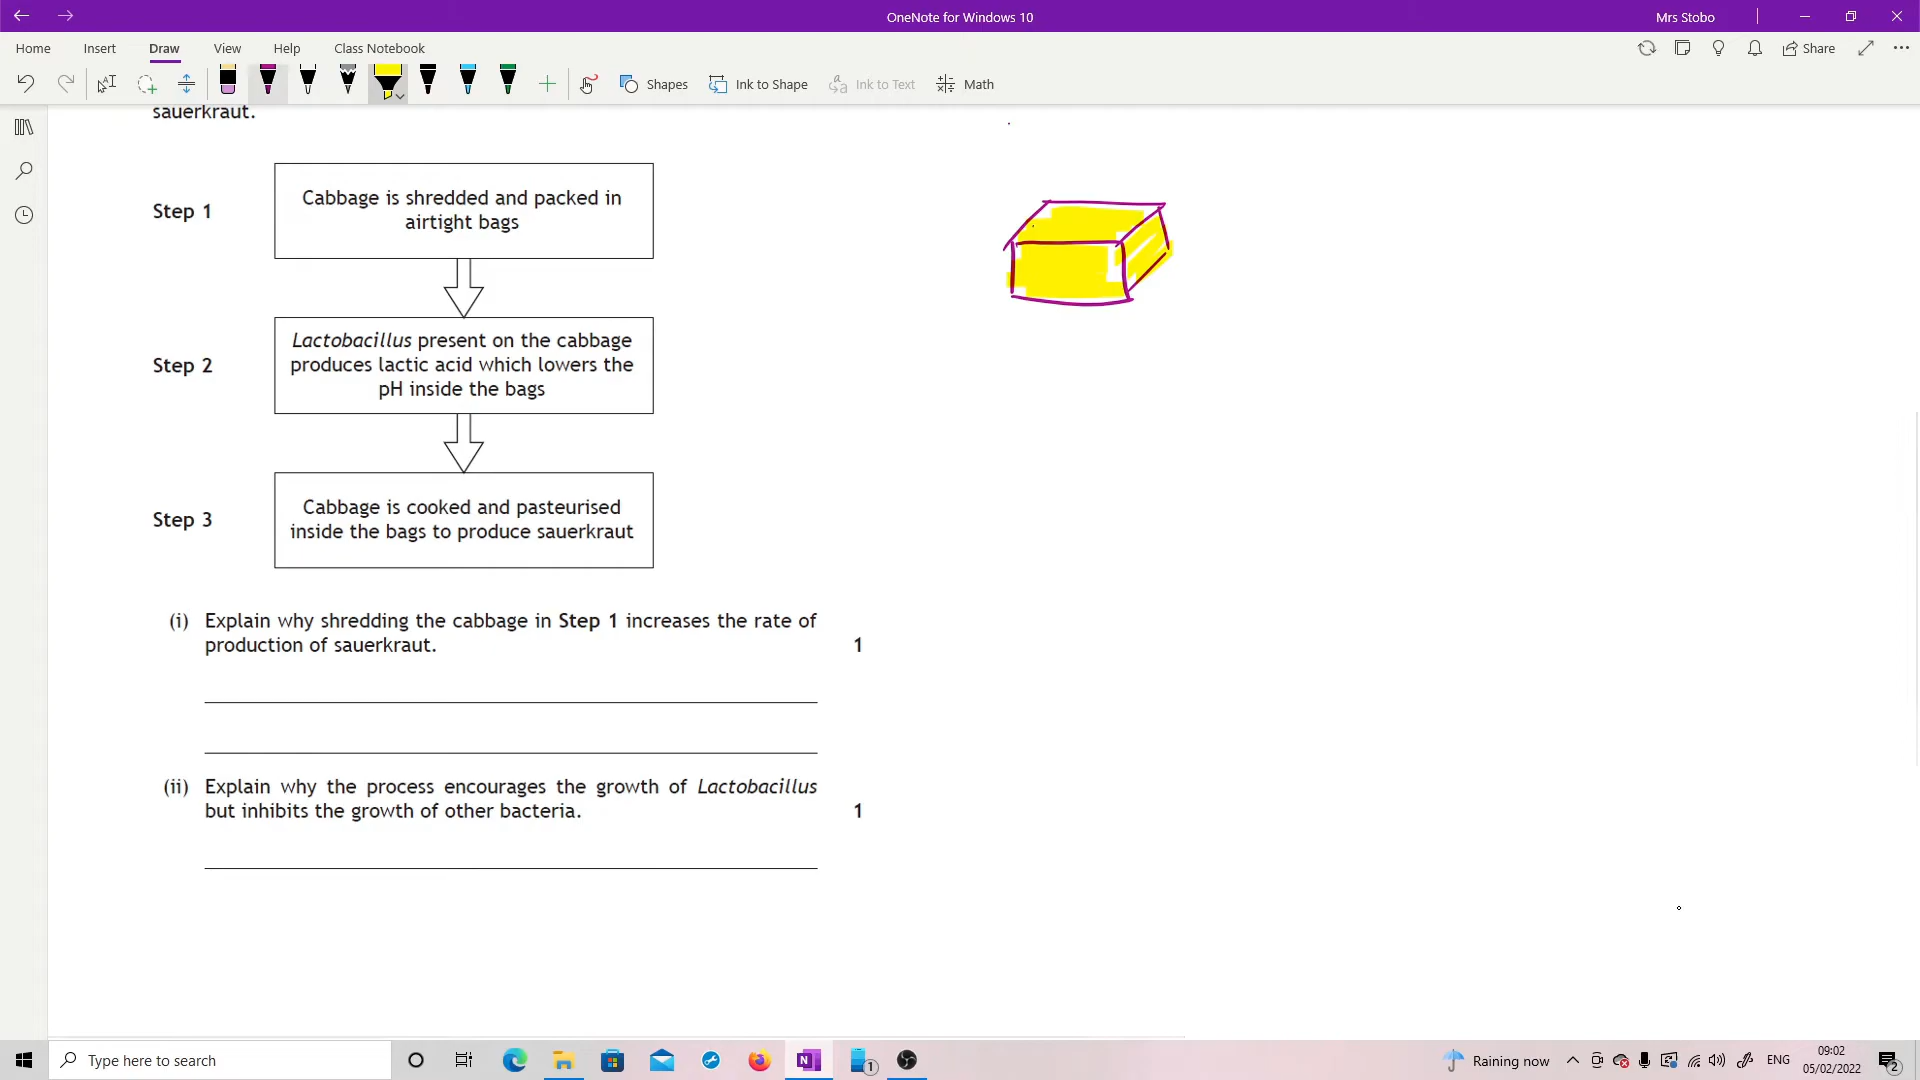 OneNote for Windows 10
Mrs Stobo
Home Insert Draw View Help Class Notebook
Share
Shapes Ink to Shape Ink to Text Math
sauerkraut.
Step 1
Cabbage is shredded and packed in
airtight bags
Step 2
Lactobacillus present on the cabbage
produces lactic acid which lowers the
pH inside the bags
Step 3
Cabbage is cooked and pasteurised
inside the bags to produce sauerkraut
(i) Explain why shredding the cabbage in Step 1 increases the rate of
production of sauerkraut. 1
(ii) Explain why the process encourages the growth of Lactobacillus
but inhibits the growth of other bacteria. 1
Type here to search
1
Raining now
ENG
09:02
05/02/2022
2